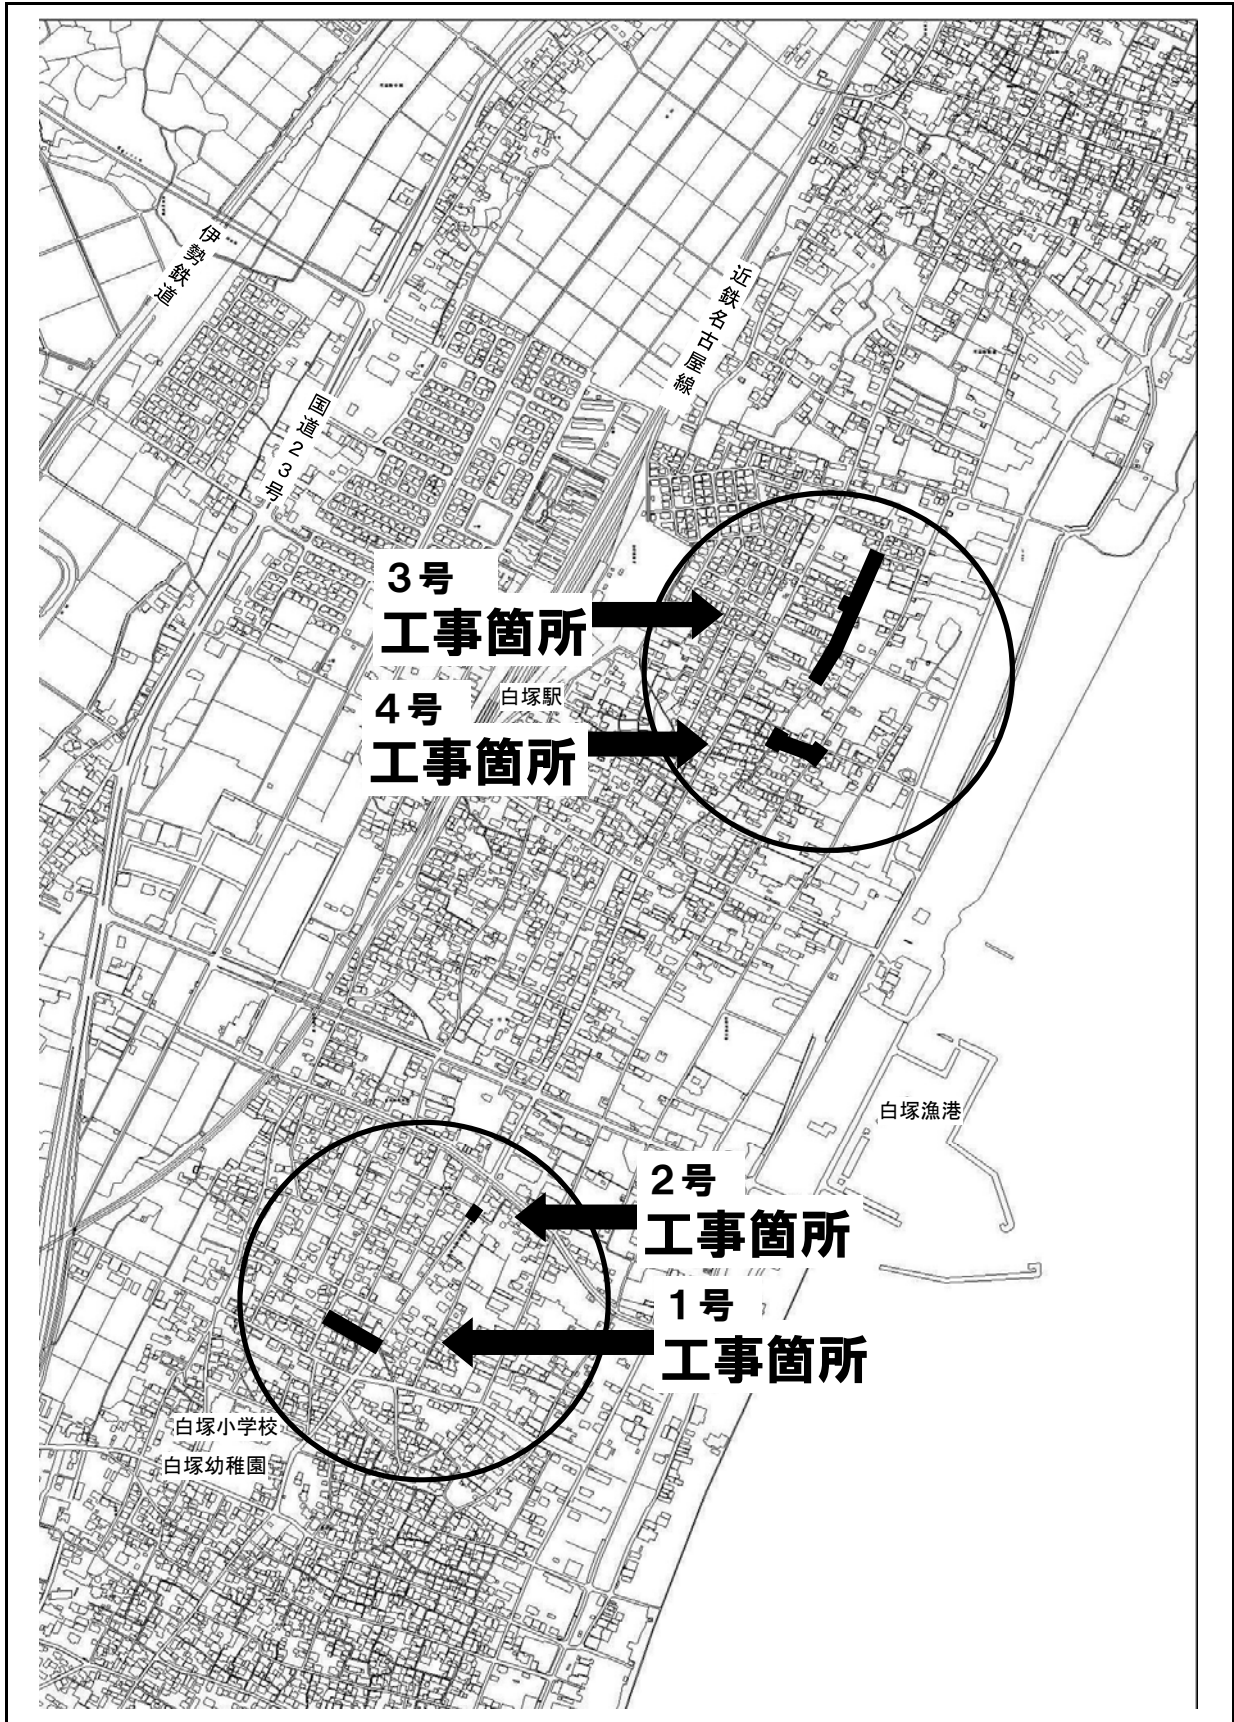 伊勢鉄道
近鉄名古屋線
国道23号
3号
工事箇所
白塚駅
4号
工事箇所
白塚漁港
2号
工事箇所
1号
工事箇所
白塚小学校
白塚幼稚園